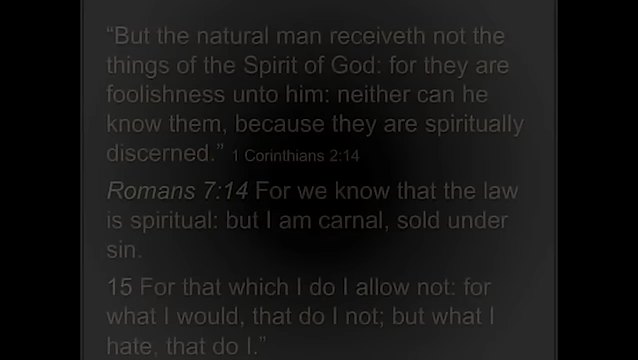 “But the natural man receiveth not the
things of the Spirit of God: for they are
foolishness unto him: neither can he
know them, because they are spiritually
discerned.” 1 Corinthians 2:14
Romans 7:14 For we know that the law
is spiritual: but I am carnal, sold under
sin.
15 For that which I do I allow not: for
what I would, that do I not; but what I
hate, that do I.”